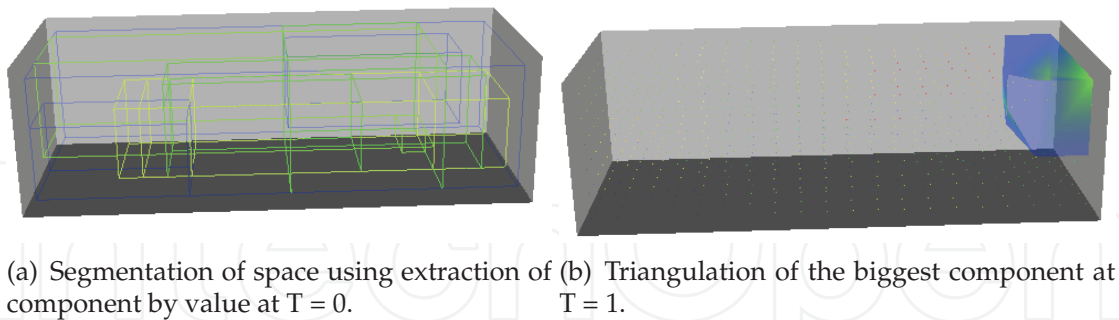 (a) Segmentation of space using extraction of
component by value at T = 0.
(b) Triangulation of the biggest component at
T = 1.